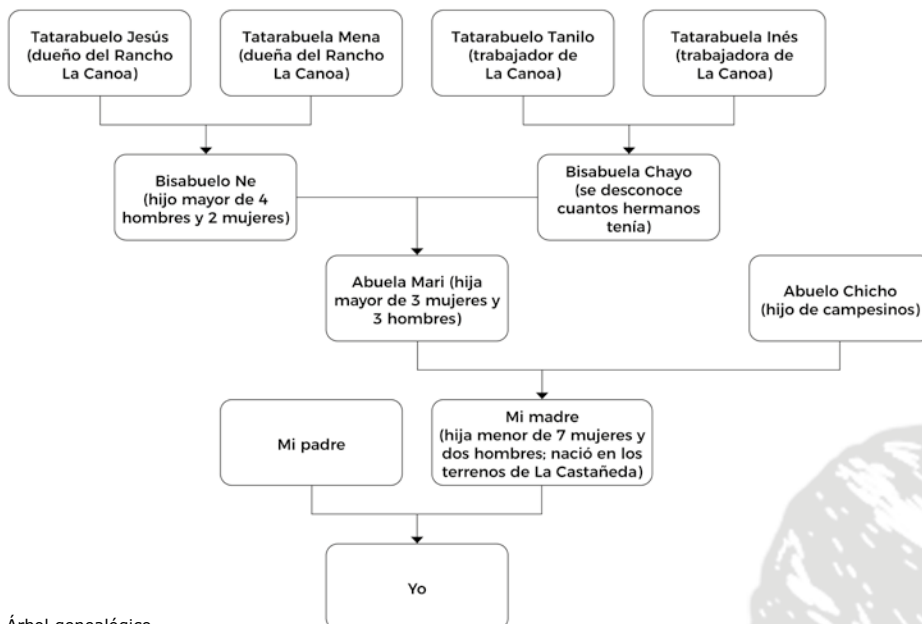 Tatarabuelo Jesús
(dueño del Rancho
La Canoa)
Tatarabuela Mena
(dueña del Rancho
La Canoa)
Tatarabuelo Tanilo
(trabajador de
La Canoa)
Tatarabuela Inés
(trabajadora de
La Canoa)
Bisabuelo Ne
(hijo mayor de 4
hombres y 2 mujeres)
Bisabuela Chayo
(se desconoce
cuantos hermanos
tenía)
Abuela Mari (hija
mayor de 3 mujeres y
3 hombres)
Abuelo Chicho
(hijo de campesinos)
Mi padre
Mi madre
(hija menor de 7 mujeres y
dos hombres; nació en los
terrenos de La Castañeda)
Yo
Árbol genealógico